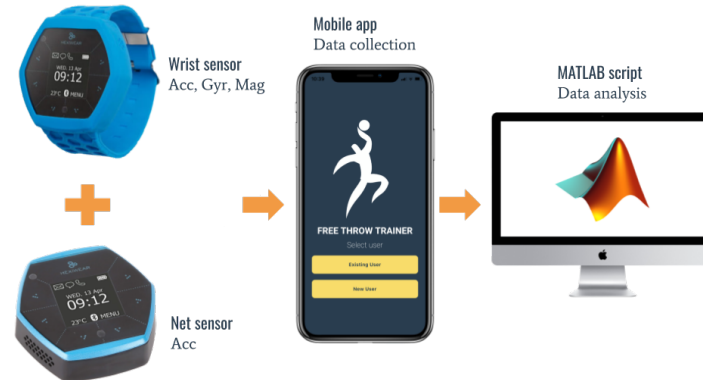 Wrist sensor
Acc, Gyr, Mag
HEXIWEAR
WED, 13 Apr
09:12
23°C MENU
Net sensor
Acc
HEXIWEAR
WED, 13 Apr
09:12
23°C MENU
Mobile app
Data collection
FREE THROW TRAINER
Select user
Existing User
New User
MATLAB script
Data analysis